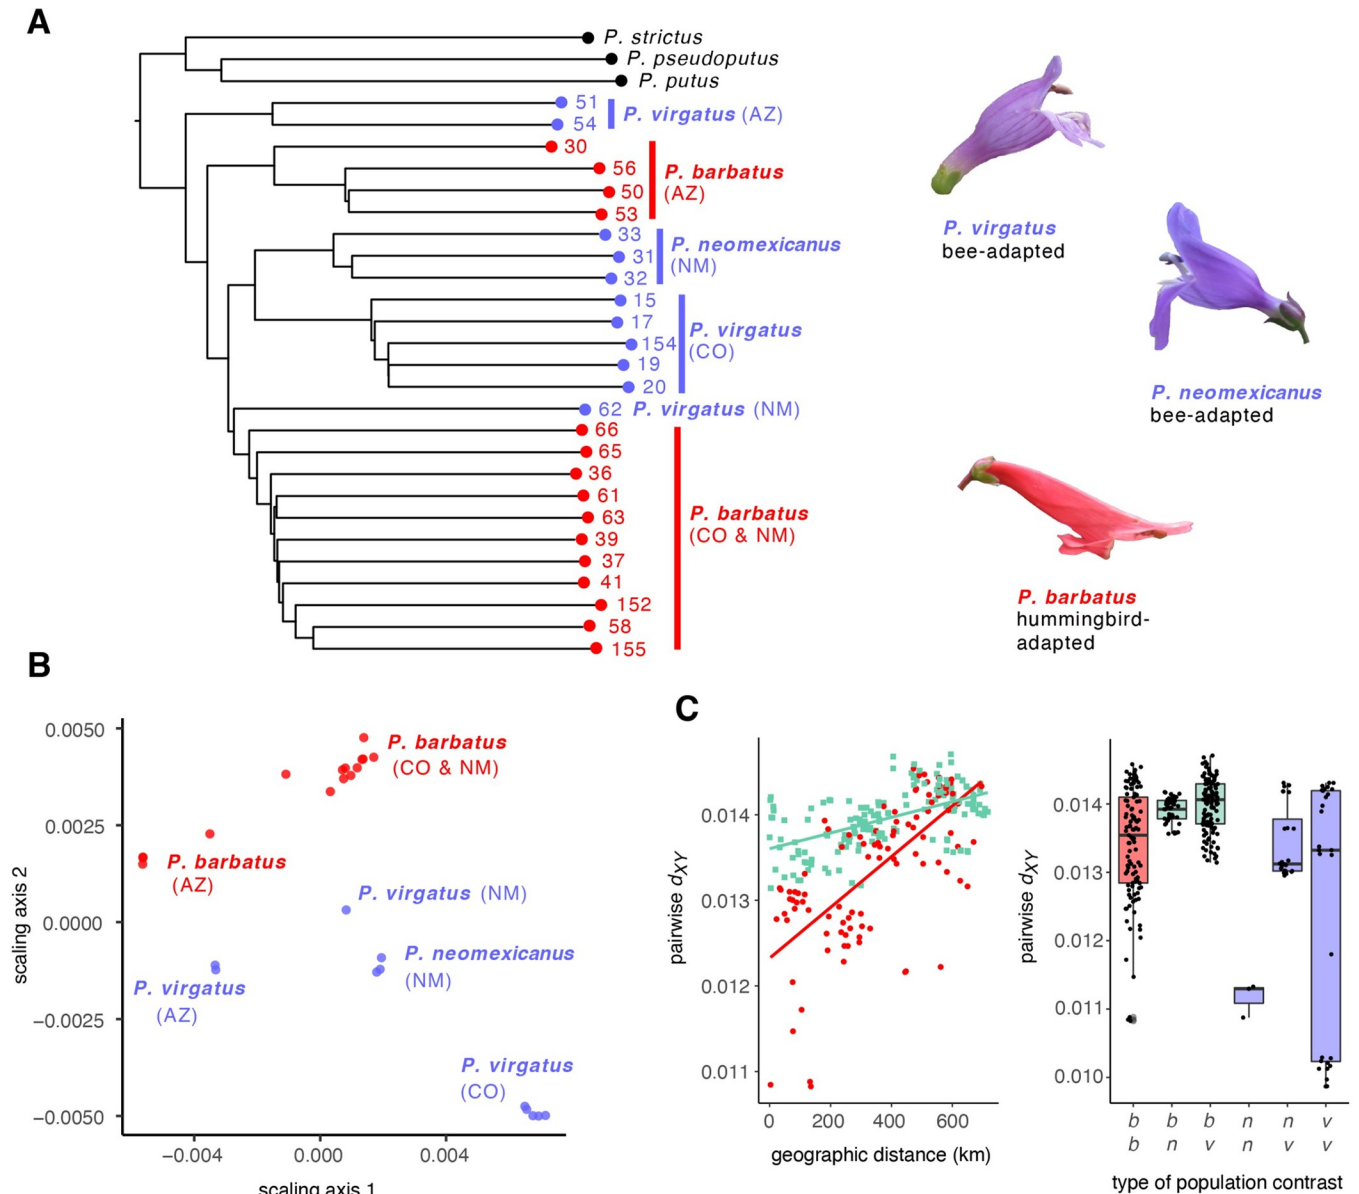 A
P. strictus
P. pseudoputus
P. putus
51
54
P. virgatus (AZ)
30
56
50
53
P. barbatus
(AZ)
33
31
32
P. neomexicanus
(NM)
15
17
154
19
20
P. virgatus
(CO)
62 P. virgatus (NM)
66
65
36
61
63
39
37
41
152
58
155
P. barbatus
(CO & NM)
P. virgatus
bee-adapted
P. neomexicanus
bee-adapted
P. barbatus
hummingbird-
adapted
B
scaling axis 2
0.0050
0.0025
0.0000
−0.0025
−0.0050
P. barbatus
(CO & NM)
P. barbatus
(AZ)
P. virgatus (NM)
P. neomexicanus
(NM)
P. virgatus
(AZ)
P. virgatus
(CO)
−0.004
0.000
0.004
scaling axis 1
C
pairwise dXY
0.014
0.013
0.012
0.011
0
200
400
600
geographic distance (km)
pairwise dXY
0.014
0.013
0.012
0.011
0.010
b b b n n v
b n v n v v
type of population contrast